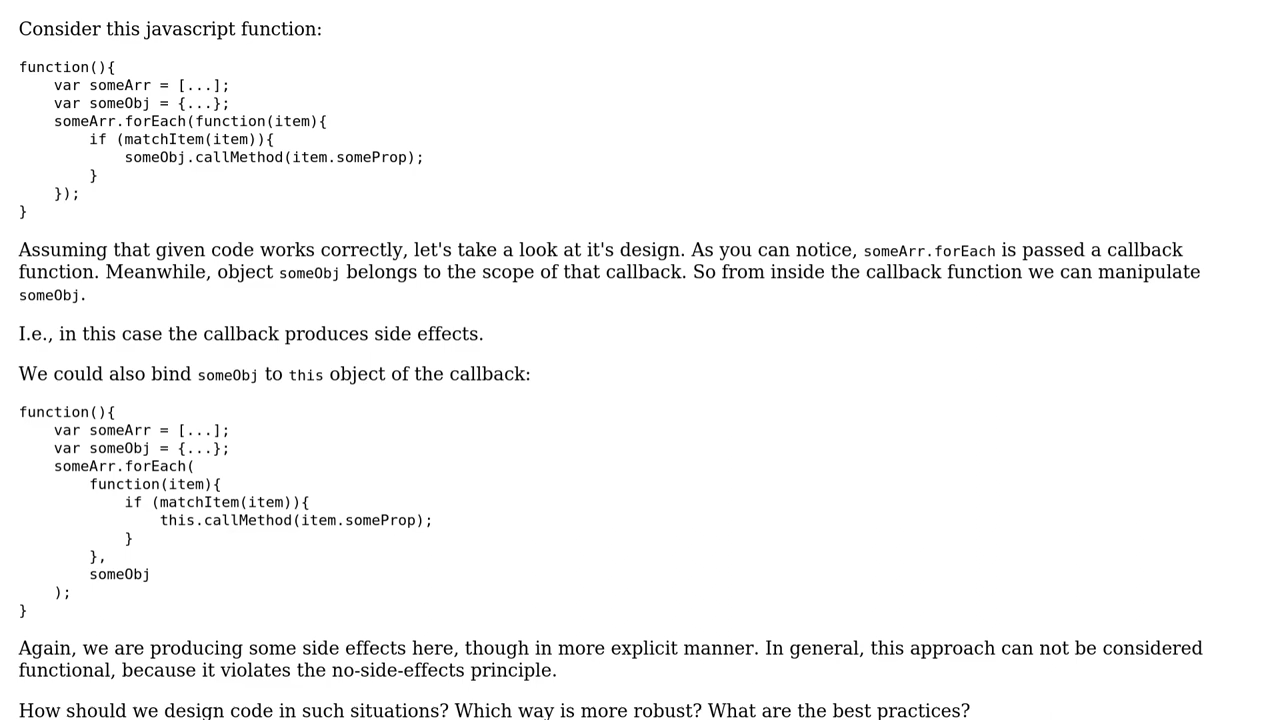 Consider this javascript function:
function(){
    var someArr = [...];
    var someObj = {...};
    someArr.forEach(function(item){
        if (matchItem(item)){
            someObj.callMethod(item.someProp);
        }
    });
}
Assuming that given code works correctly, let's take a look at it's design. As you can notice, someArr.forEach is passed a callback
function. Meanwhile, object someObj belongs to the scope of that callback. So from inside the callback function we can manipulate
someObj.
I.e., in this case the callback produces side effects.
We could also bind someObj to this object of the callback:
function(){
    var someArr = [...];
    var someObj = {...};
    someArr.forEach(
        function(item){
            if (matchItem(item)){
                this.callMethod(item.someProp);
            }
        },
        someObj
    );
}
Again, we are producing some side effects here, though in more explicit manner. In general, this approach can not be considered
functional, because it violates the no-side-effects principle.
How should we design code in such situations? Which way is more robust? What are the best practices?